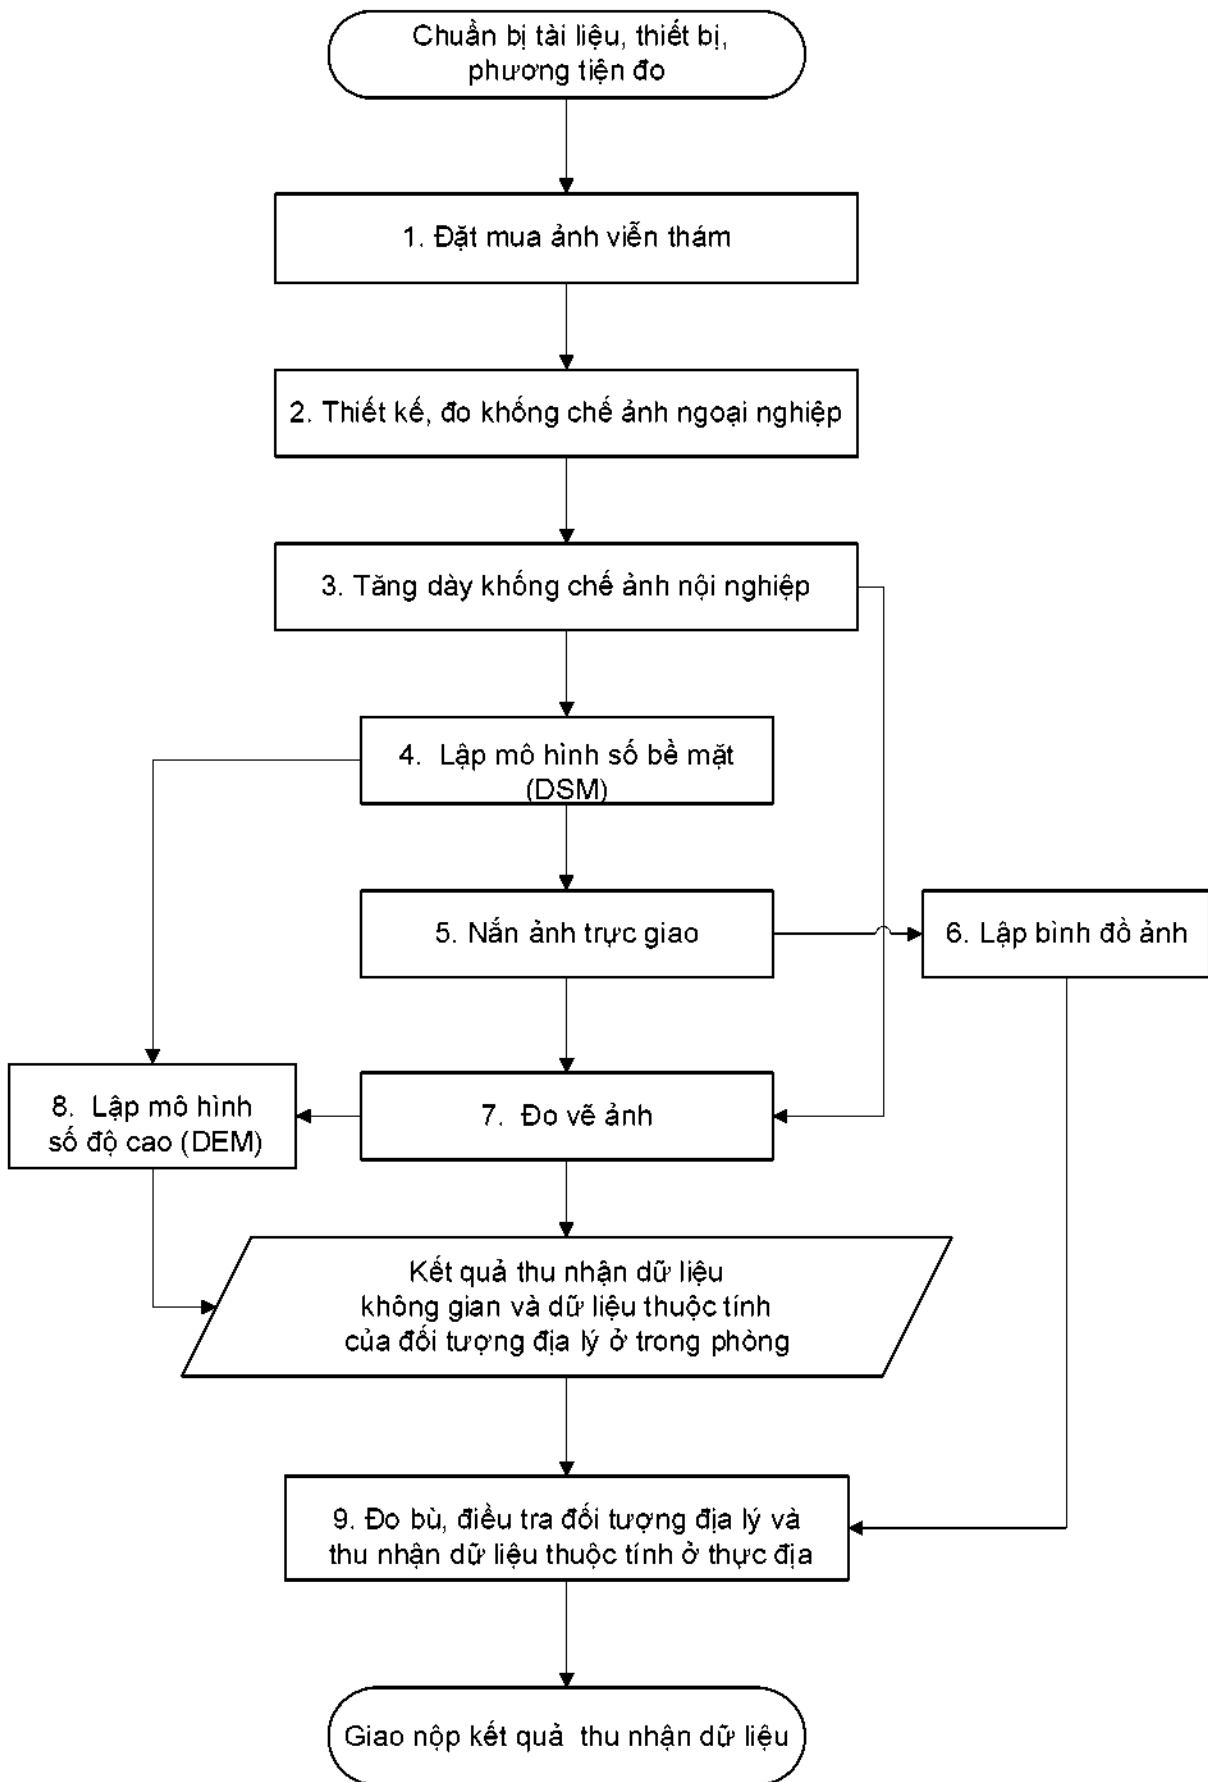 Chuẩn bị tài liệu, thiết bị,
phương tiện đo
1. Đặt mua ảnh viễn thám
2. Thiết kế, đo khống chế ảnh ngoại nghiệp
3. Tăng dày khống chế ảnh nội nghiệp
4. Lập mô hình số bề mặt
(DSM)
5. Nắn ảnh trực giao
6. Lập bình đồ ảnh
7. Đo vẽ ảnh
8. Lập mô hình
số độ cao (DEM)
Kết quả thu nhận dữ liệu
không gian và dữ liệu thuộc tính
của đối tượng địa lý ở trong phòng
9. Đo bù, điều tra đối tượng địa lý và
thu nhận dữ liệu thuộc tính ở thực địa
Giao nộp kết quả thu nhận dữ liệu